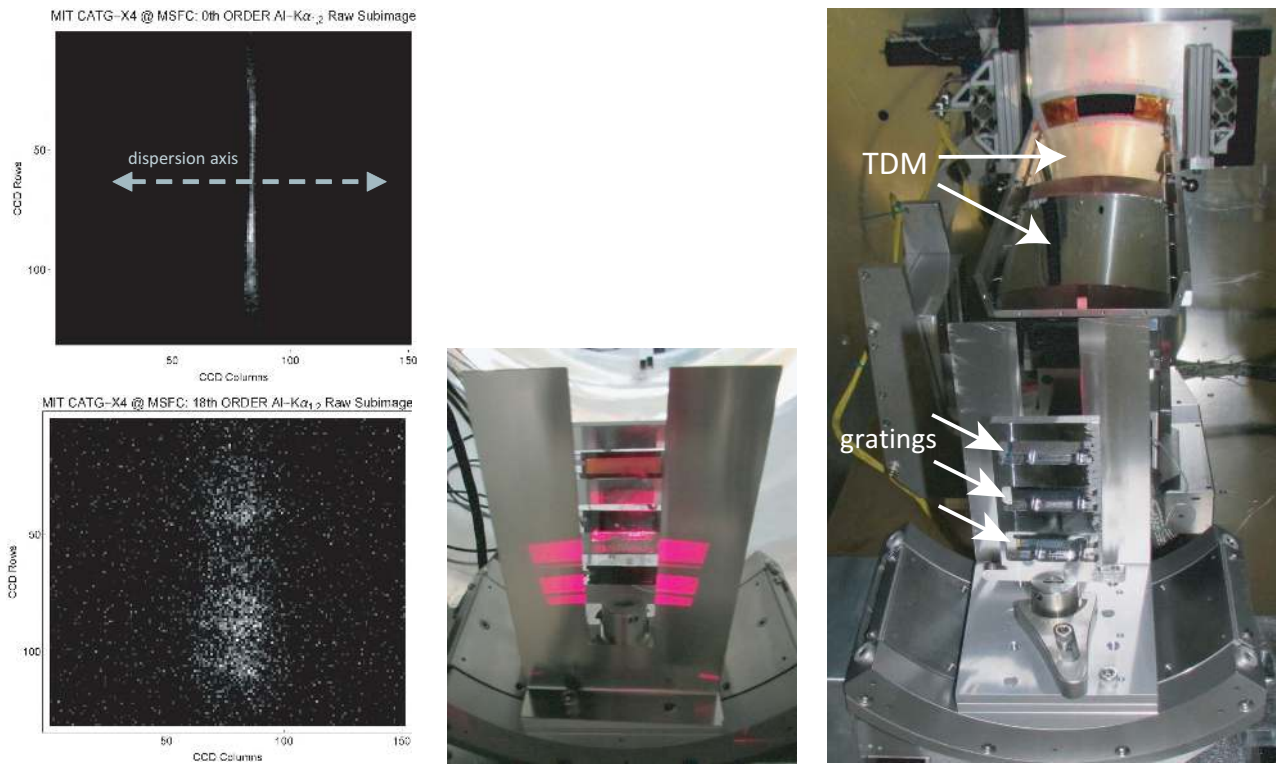 MIT CATG-X4 @ MSFC: 0th ORDER Al-Kα1,2 Raw Subimage
dispersion axis
CCD Rows
50
100
50
100
150
CCD Columns
MIT CATG-X4 @ MSFC: 18th ORDER Al-Kα1,2 Raw Subimage
CCD Rows
50
100
50
100
150
CCD Columns
TDM
gratings